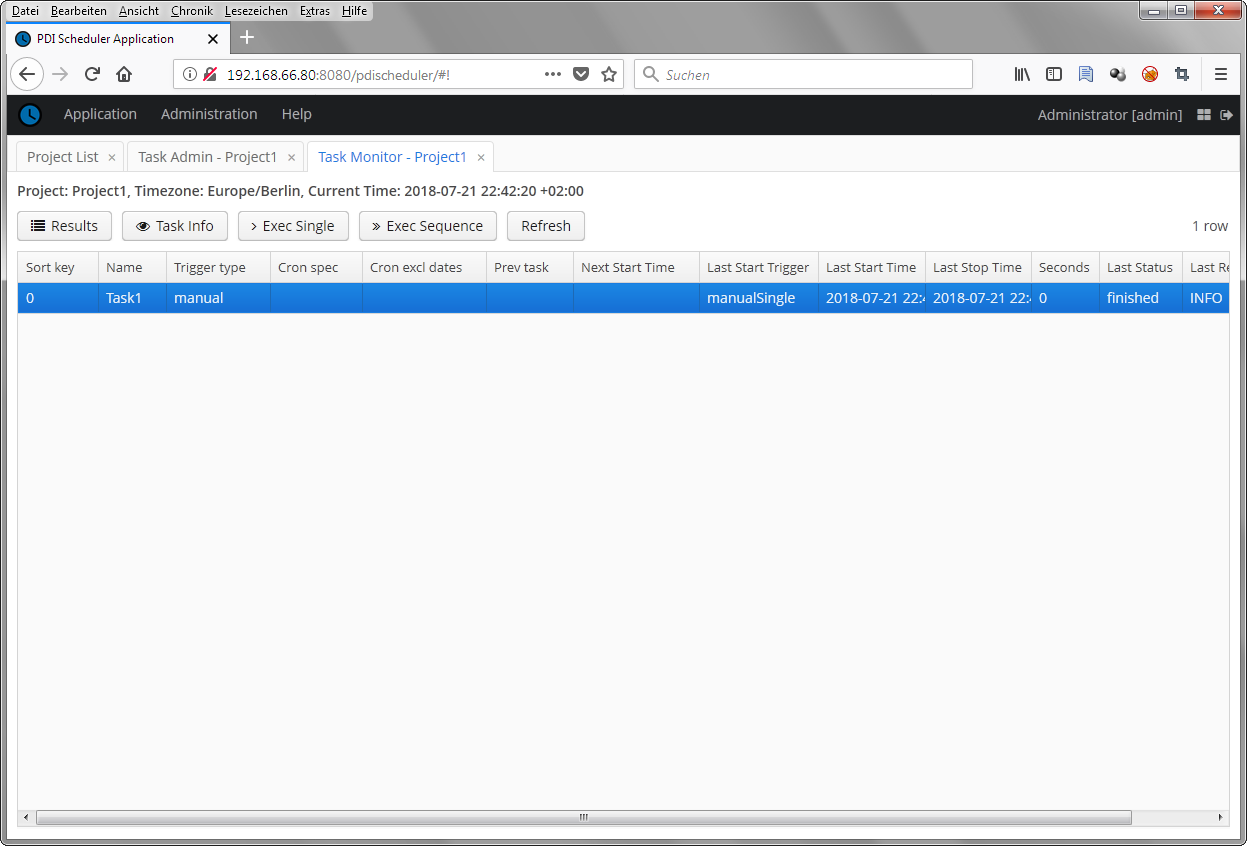 Datei Bearbeiten Ansicht Chronik Lesezeichen Extras Hilfe
PDI Scheduler Application
192.168.66.80:8080/pdischeduler/#! Suchen
Application Administration Help Administrator [admin]
Project List Task Admin - Project1 Task Monitor - Project1
Project: Project1, Timezone: Europe/Berlin, Current Time: 2018-07-21 22:42:20 +02:00
Results Task Info Exec Single Exec Sequence Refresh 1 row
Sort key Name Trigger type Cron spec Cron excl dates Prev task Next Start Time Last Start Trigger Last Start Time Last Stop Time Seconds Last Status Last Re
0 Task1 manual manualSingle 2018-07-21 22:4 2018-07-21 22:4 0 finished INFO